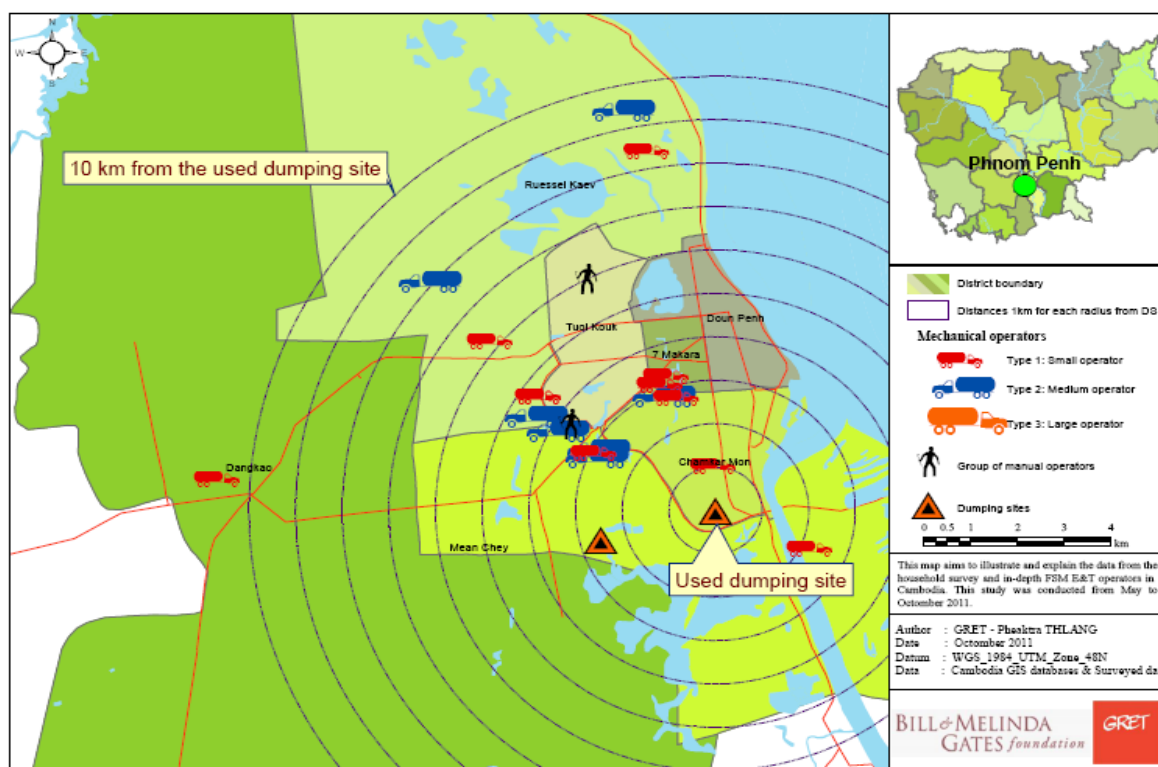 N
W
E
S
10 km from the used dumping site
Ruessel Kaev
Tuol Kouk
Doun Penh
7 Makara
Dangkao
Chamkar Mon
Mean Chey
Used dumping site
Phnom Penh
District boundary
Distances 1km for each radius from DS
Mechanical operators
Type 1: Small operator
Type 2: Medium operator
Type 3: Large operator
Group of manual operators
Dumping sites
0 0.5 1 2 3 4
km
This map aims to illustrate and explain the data from the
household survey and in-depth FSM E&T operators in
Cambodia. This study was conducted from May to
Octomber 2011.
Author : GRET - Pheaktra THLANG
Date : Octomber 2011
Datum : WGS_1984_UTM_Zone_48N
Data : Cambodia GIS databases & Surveyed da
BILL & MELINDA
GATES foundation
GRET